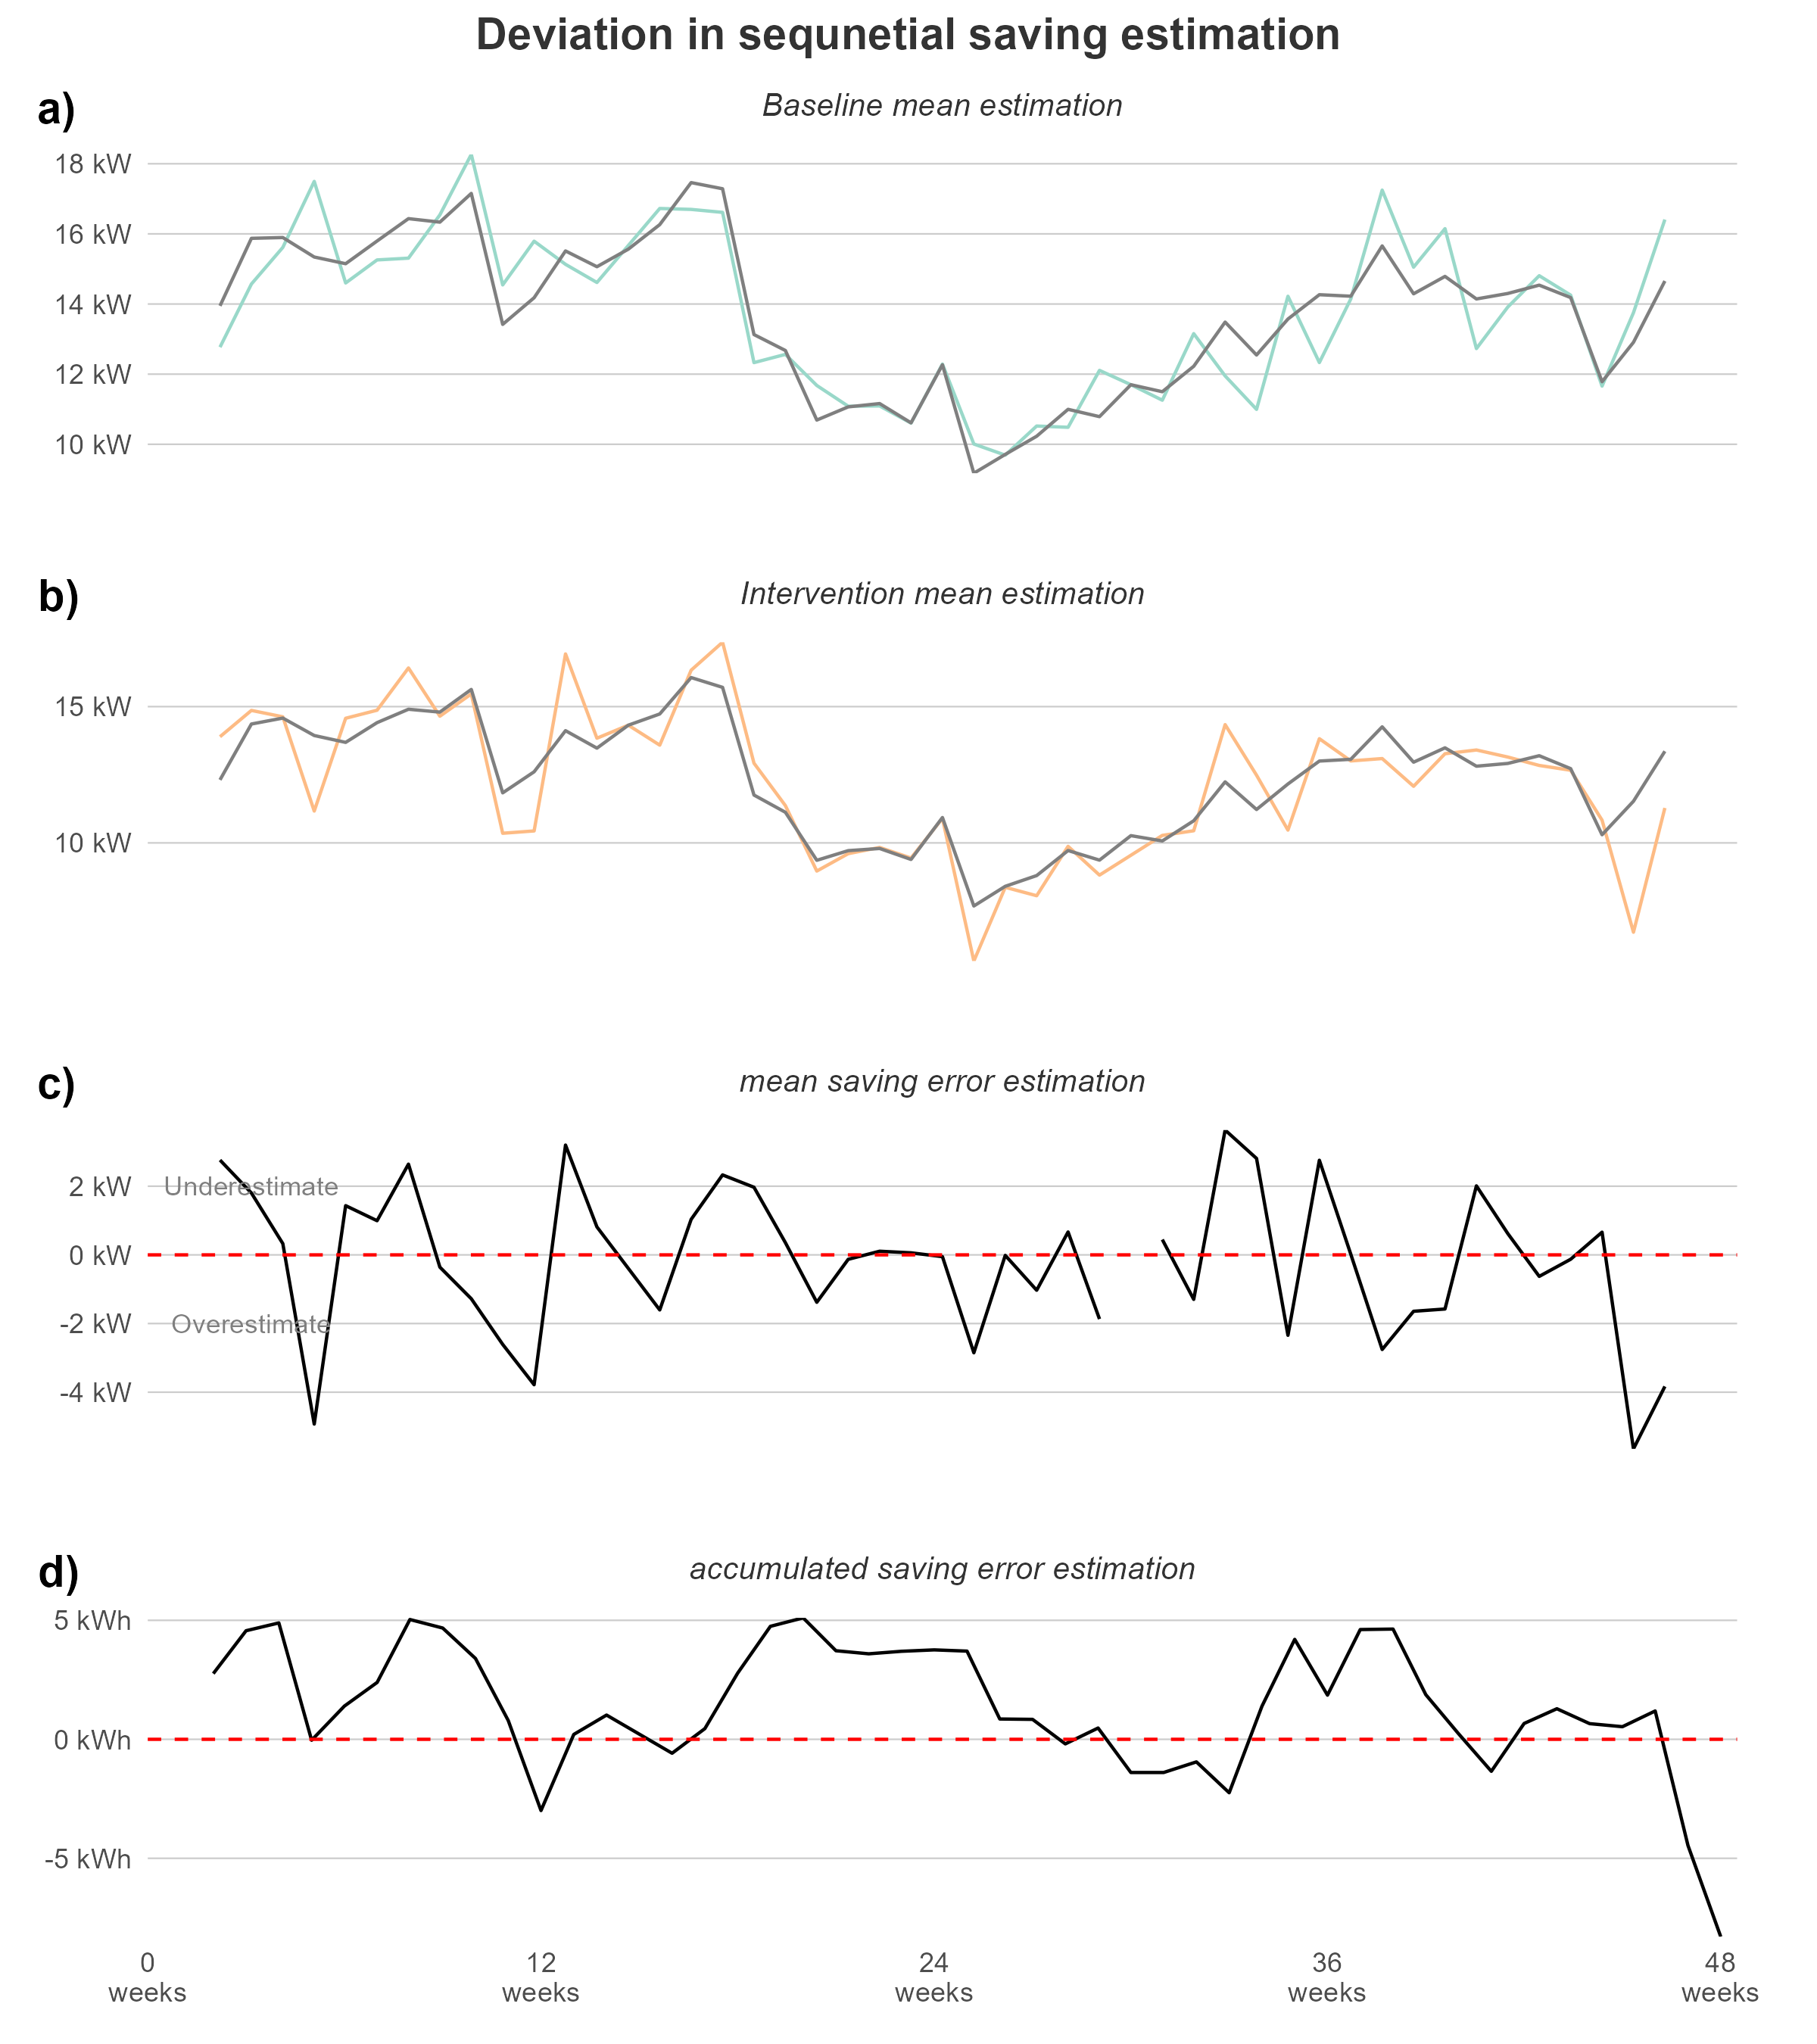 Deviation in sequnetial saving estimation
a)
Baseline mean estimation
18 kW
16 kW
14 kW
12 kW
10 kW
b)
Intervention mean estimation
15 kW
10 kW
c)
mean saving error estimation
2 kW
Underestimate
0 kW
-2 kW
Overestimate
-4 kW
d)
accumulated saving error estimation
5 kWh
0 kWh
-5 kWh
0 12 24 36 48
weeks weeks weeks weeks weeks